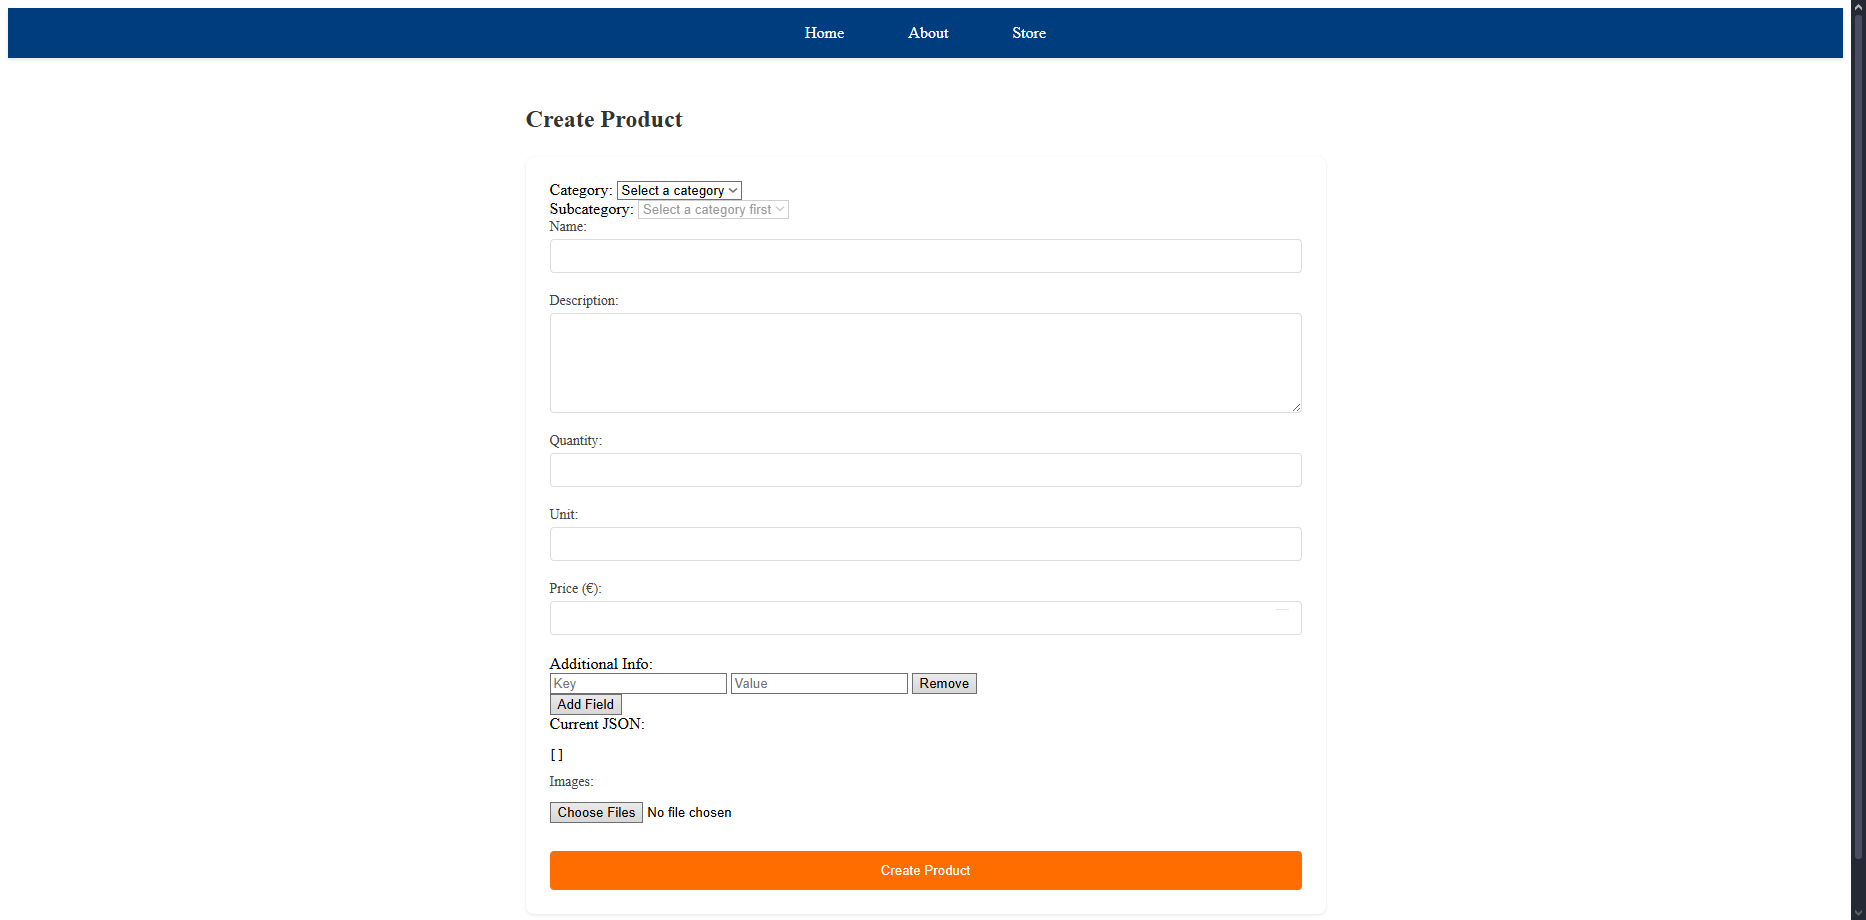 Home About Store
Create Product
Category: Select a category
Subcategory: Select a category first
Name:
Description:
Quantity:
Unit:
Price (€):
Additional Info:
Key Value Remove
Add Field
Current JSON:
[]
Images:
Choose Files No file chosen
Create Product